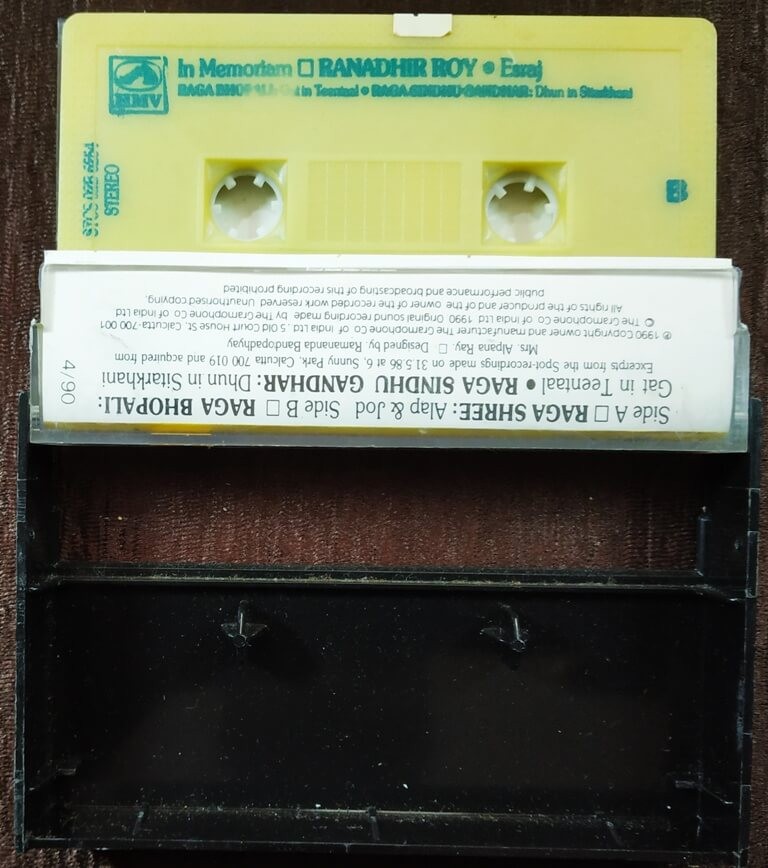 HMV
In Memoriam □ RANADHIR ROY • Esraj
RAGA BHOPALI: Gat in Teentaal • RAGA SINDHU GANDHAR: Dhun in Sitarkhani
STEREO
B
Side A □ RAGA SHREE: Alap & Jod Side B □ RAGA BHOPALI:
Gat in Teentaal • RAGA SINDHU GANDHAR: Dhun in Sitarkhani
Excerpts from the Spot-recordings made on 31.5.86 at 6, Sunny Park, Calcutta 700 019 and acquired from
Mrs. Alpana Ray. □ Designed by. Ramananda Bandopadhyay
℗ 1990 Copyright owner and manufacturer The Gramophone Co of India Ltd . 5 Old Court House St, Calcutta-700 001
© The Gramophone Co of India Ltd 1990 Original sound recording made by The Gramophone Co of India Ltd
All rights of the producer and of the owner of the recorded work reserved Unauthorised copying.
public performance and broadcasting of this recording prohibited
4/90